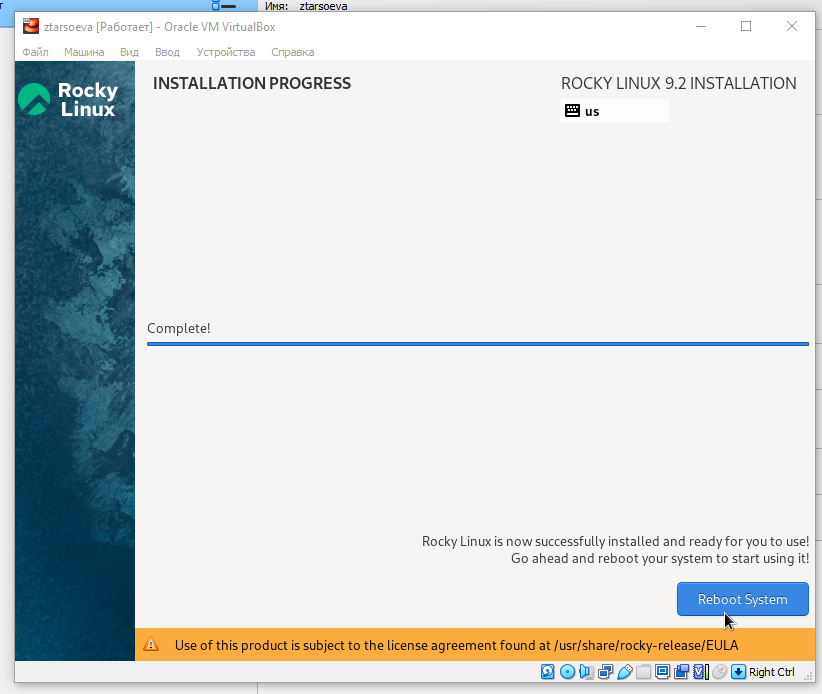 Имя: ztarsoeva
ztarsoeva [Работает] - Oracle VM VirtualBox
Файл Машина Вид Ввод Устройства Справка
Rocky
Linux
INSTALLATION PROGRESS
ROCKY LINUX 9.2 INSTALLATION
us
Complete!
Rocky Linux is now successfully installed and ready for you to use!
Go ahead and reboot your system to start using it!
Reboot System
Use of this product is subject to the license agreement found at /usr/share/rocky-release/EULA
Right Ctrl